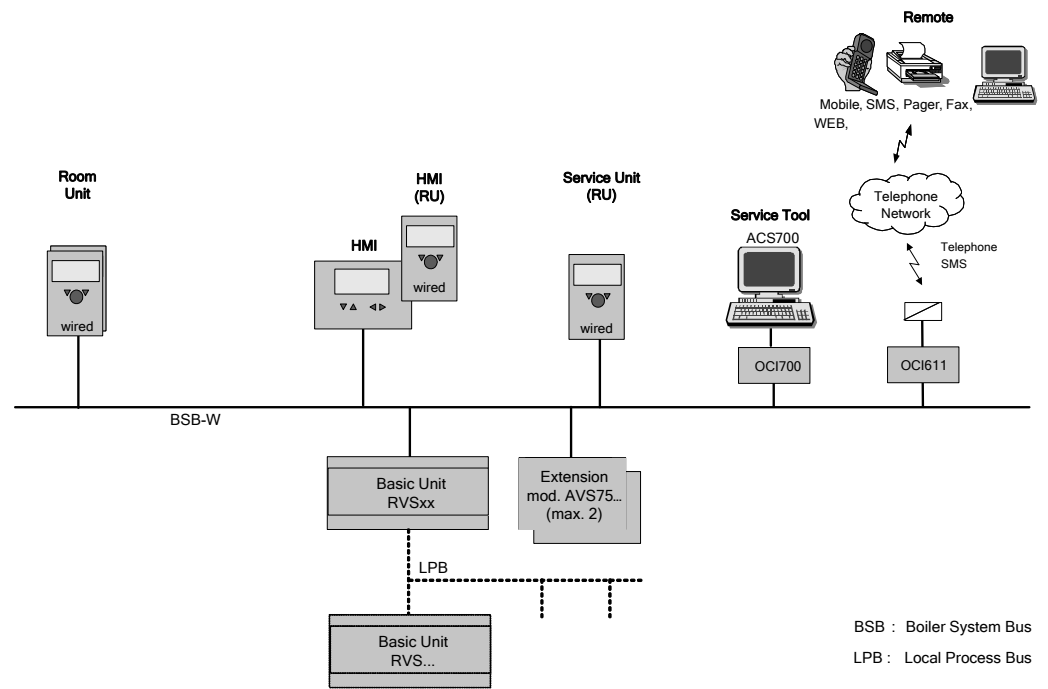 Remote
Mobile, SMS, Pager, Fax,
WEB,
Room
Unit
HMI
(RU)
Service Unit
(RU)
Telephone
Network
Service Tool
ACS700
HMI
Telephone
SMS
wired
wired
wired
OCI700
OCI611
BSB-W
Basic Unit
RVSxx
Extension
mod. AVS75...
(max. 2)
LPB
Basic Unit
RVS...
BSB : Boiler System Bus
LPB : Local Process Bus